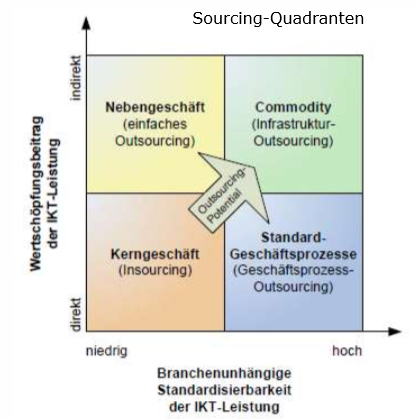 Sourcing-Quadranten
Wertschöpfungsbeitrag
der IKT-Leistung
indirekt
direkt
Nebengeschäft
(einfaches
Outsourcing)
Commodity
(Infrastruktur-
Outsourcing)
Outsourcing-
Potential
Kerngeschäft
(Insourcing)
Standard-
Geschäftsprozesse
(Geschäftsprozess-
Outsourcing)
niedrig
hoch
Branchenunhängige
Standardisierbarkeit
der IKT-Leistung